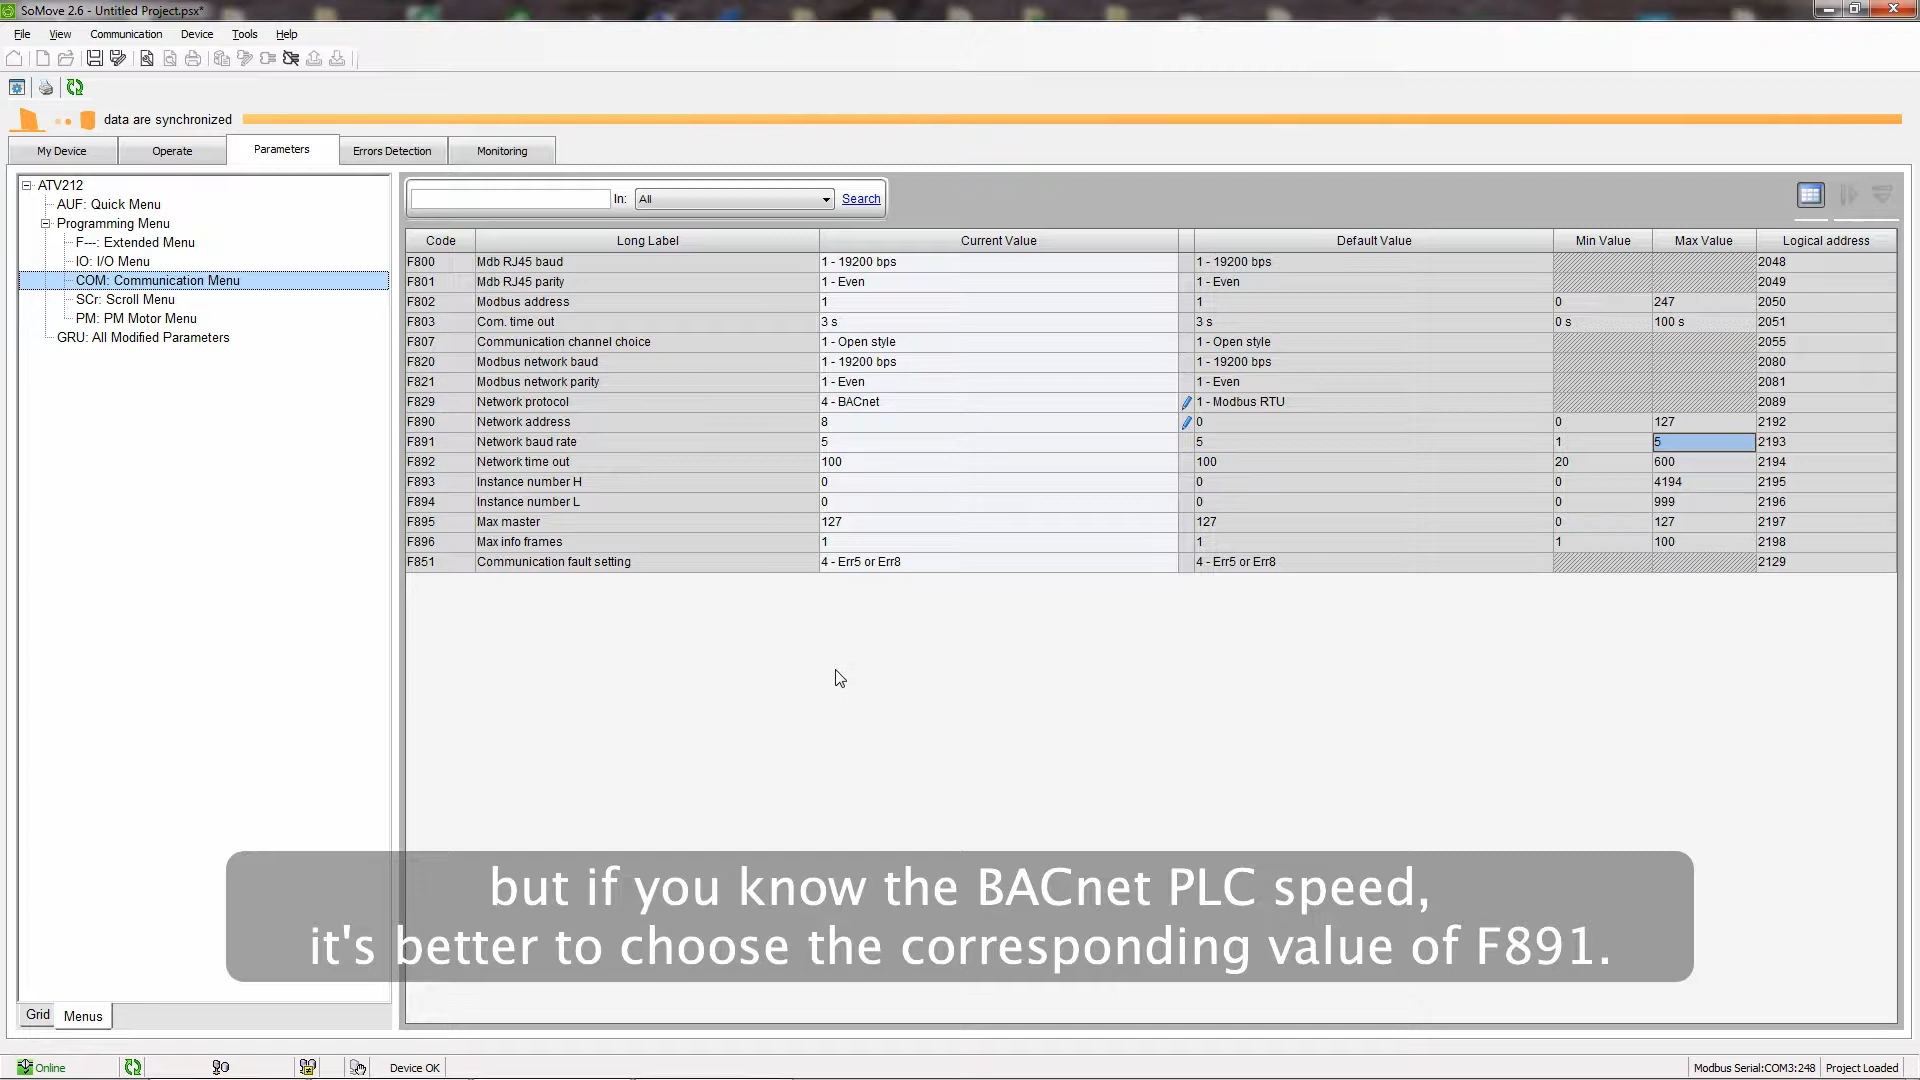 SoMove 2.6 - Untitled Project.psx*
File View Communication Device Tools Help
data are synchronized
My Device Operate Parameters Errors Detection Monitoring
ATV212
AUF: Quick Menu
Programming Menu
F---: Extended Menu
IO: I/O Menu
COM: Communication Menu
SCr: Scroll Menu
PM: PM Motor Menu
GRU: All Modified Parameters
In: All Search
Code Long Label Current Value Default Value Min Value Max Value Logical address
F800 Mdb RJ45 baud 1 - 19200 bps 1 - 19200 bps 2048
F801 Mdb RJ45 parity 1 - Even 1 - Even 2049
F802 Modbus address 1 1 0 247 2050
F803 Com. time out 3 s 3 s 0 s 100 s 2051
F807 Communication channel choice 1 - Open style 1 - Open style 2055
F820 Modbus network baud 1 - 19200 bps 1 - 19200 bps 2080
F821 Modbus network parity 1 - Even 1 - Even 2081
F829 Network protocol 4 - BACnet 1 - Modbus RTU 2089
F890 Network address 8 0 0 127 2192
F891 Network baud rate 5 5 1 5 2193
F892 Network time out 100 100 20 600 2194
F893 Instance number H 0 0 0 4194 2195
F894 Instance number L 0 0 0 999 2196
F895 Max master 127 127 0 127 2197
F896 Max info frames 1 1 1 100 2198
F851 Communication fault setting 4 - Err5 or Err8 4 - Err5 or Err8 2129
but if you know the BACnet PLC speed,
it's better to choose the corresponding value of F891.
Grid Menus
Online Device OK Modbus Serial:COM3:248 Project Loaded